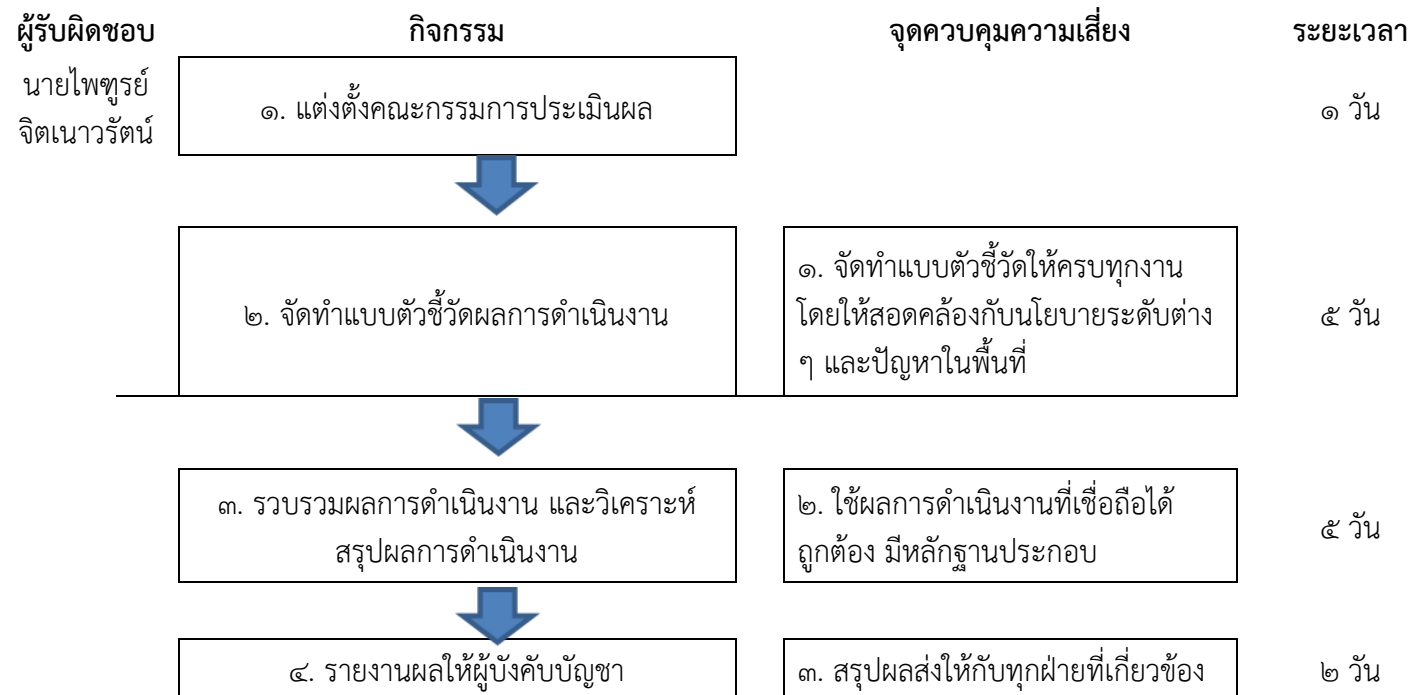 ผู้รับผิดชอบ กิจกรรม จุดควบคุมความเสี่ยง ระยะเวลา
นายไพฑูรย์
จิตเนาวรัตน์
๑. แต่งตั้งคณะกรรมการประเมินผล
๑ วัน
๒. จัดทำแบบตัวชี้วัดผลการดำเนินงาน
๑. จัดทำแบบตัวชี้วัดให้ครบทุกงาน
โดยให้สอดคล้องกับนโยบายระดับต่าง
ๆ และปัญหาในพื้นที่
๕ วัน
๓. รวบรวมผลการดำเนินงาน และวิเคราะห์
สรุปผลการดำเนินงาน
๒. ใช้ผลการดำเนินงานที่เชื่อถือได้
ถูกต้อง มีหลักฐานประกอบ
๕ วัน
๔. รายงานผลให้ผู้บังคับบัญชา
๓. สรุปผลส่งให้กับทุกฝ่ายที่เกี่ยวข้อง
๒ วัน